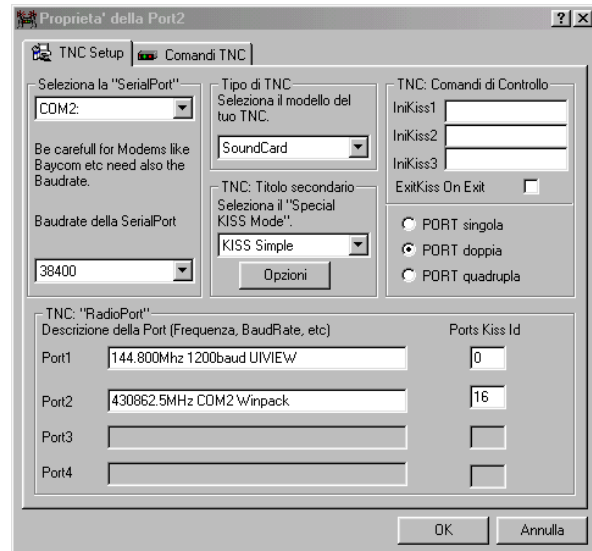 Proprieta' della Port2
TNC Setup
Comandi TNC
Seleziona la "SerialPort"
COM2:
Be carefull for Modems like
Baycom etc need also the
Baudrate.
Baudrate della SerialPort
38400
Tipo di TNC
Seleziona il modello del
tuo TNC.
SoundCard
TNC: Titolo secondario
Seleziona il "Special
KISS Mode".
KISS Simple
Opzioni
TNC: Comandi di Controllo
IniKiss1
IniKiss2
IniKiss3
ExitKiss On Exit
PORT singola
PORT doppia
PORT quadrupla
TNC: "RadioPort"
Descrizione della Port (Frequenza, BaudRate, etc)
Ports Kiss Id
Port1 144.800Mhz 1200baud UIVIEW 0
Port2 430862.5MHz COM2 Winpack 16
Port3
Port4
OK
Annulla